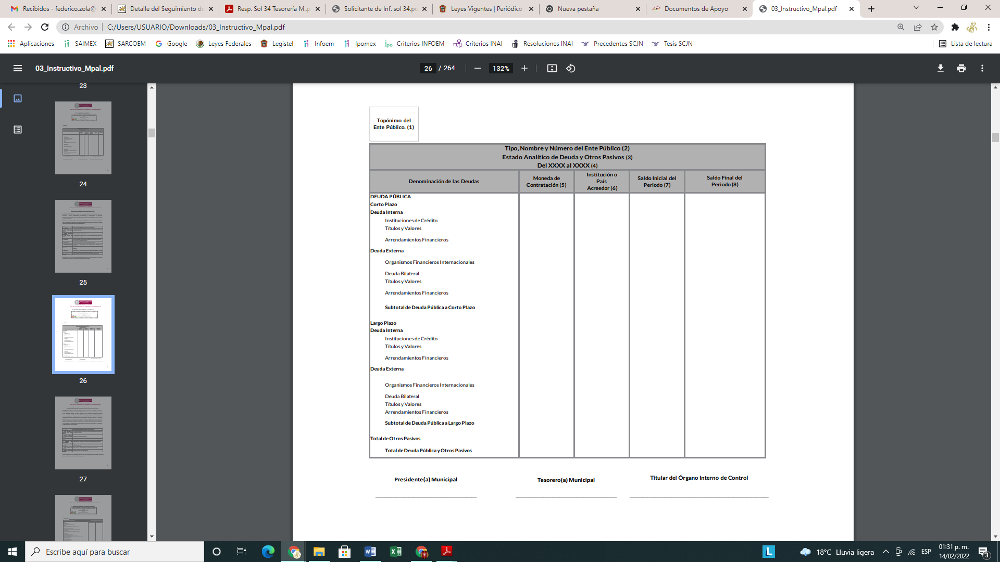 Recibidos - federico.zola@
Detalle del Seguimiento de
Resp. Sol 34 Tesorería M..p
Solicitante de Inf. sol 34.pd
Leyes Vigentes | Periódico
Nueva pestaña
Documentos de Apoyo
03_Instructivo_Mpal.pdf
Archivo | C:/Users/USUARIO/Downloads/03_Instructivo_Mpal.pdf
Aplicaciones SAIMEX SARCOEM Google Leyes Federales Legistel Infoem Ipomex Criterios INFOEM Criterios INAI Resoluciones INAI Precedentes SCJN Tesis SCJN Lista de lectura
03_Instructivo_Mpal.pdf 26 / 264 132%
23
24
25
26
27
Topónimo del
Ente Público. (1)
Tipo, Nombre y Número del Ente Público (2)
Estado Analítico de Deuda y Otros Pasivos (3)
Del XXXX al XXXX (4)
Denominación de las Deudas
Moneda de
Contratación (5)
Institución o
País
Acreedor (6)
Saldo Inicial del
Periodo (7)
Saldo Final del
Periodo (8)
DEUDA PÚBLICA
Corto Plazo
Deuda Interna
Instituciones de Crédito
Títulos y Valores
Arrendamientos Financieros
Deuda Externa
Organismos Financieros Internacionales
Deuda Bilateral
Títulos y Valores
Arrendamientos Financieros
Subtotal de Deuda Pública a Corto Plazo
Largo Plazo
Deuda Interna
Instituciones de Crédito
Títulos y Valores
Arrendamientos Financieros
Deuda Externa
Organismos Financieros Internacionales
Deuda Bilateral
Títulos y Valores
Arrendamientos Financieros
Subtotal de Deuda Pública a Largo Plazo
Total de Otros Pasivos
Total de Deuda Pública y Otros Pasivos
Presidente(a) Municipal
Tesorero(a) Municipal
Titular del Órgano Interno de Control
Escribe aquí para buscar
18°C Lluvia ligera
ESP
01:31 p. m.
14/02/2022
3